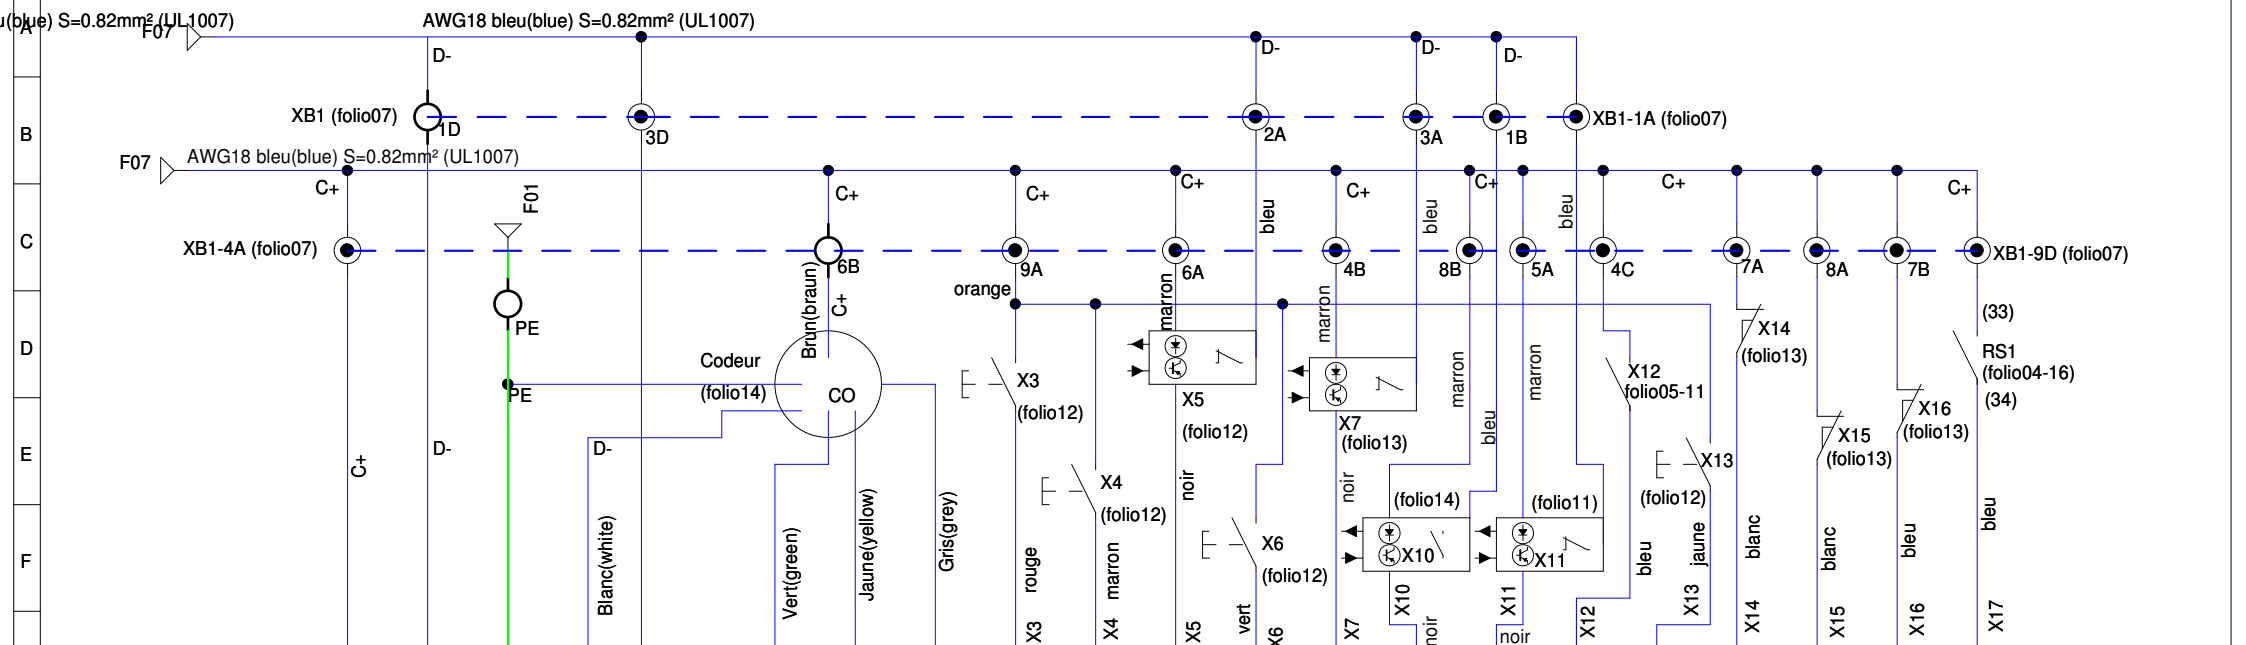 u(blue) S=0.82mm² (UL1007)
AWG18 bleu(blue) S=0.82mm² (UL1007)
A
F07
D-
D-
D-
D-
XB1 (folio07)
1D
3D
2A
3A
1B
XB1-1A (folio07)
B
F07
AWG18 bleu(blue) S=0.82mm² (UL1007)
C+
F01
C+
C+
C+
C+
C+
C+
C+
bleu
bleu
bleu
C
XB1-4A (folio07)
6B
9A
6A
4B
8B
5A
4C
7A
8A
7B
XB1-9D (folio07)
Brun(braun)
C+
orange
marron
marron
PE
D
Codeur
(folio14)
CO
PE
X3
(folio12)
X5
(folio12)
X7
(folio13)
marron
marron
bleu
X12
folio05-11
X14
(folio13)
(33)
RS1
(folio04-16)
(34)
X16
(folio13)
X15
(folio13)
E
C+
D-
D-
X4
(folio12)
noir
noir
(folio14)
(folio11)
X13
(folio12)
F
Blanc(white)
Vert(green)
Jaune(yellow)
Gris(grey)
rouge
marron
X6
(folio12)
X10
X11
bleu
jaune
blanc
blanc
bleu
bleu
X3
X4
X5
vert
X6
X7
X10
noir
X11
noir
X12
X13
X14
X15
X16
X17